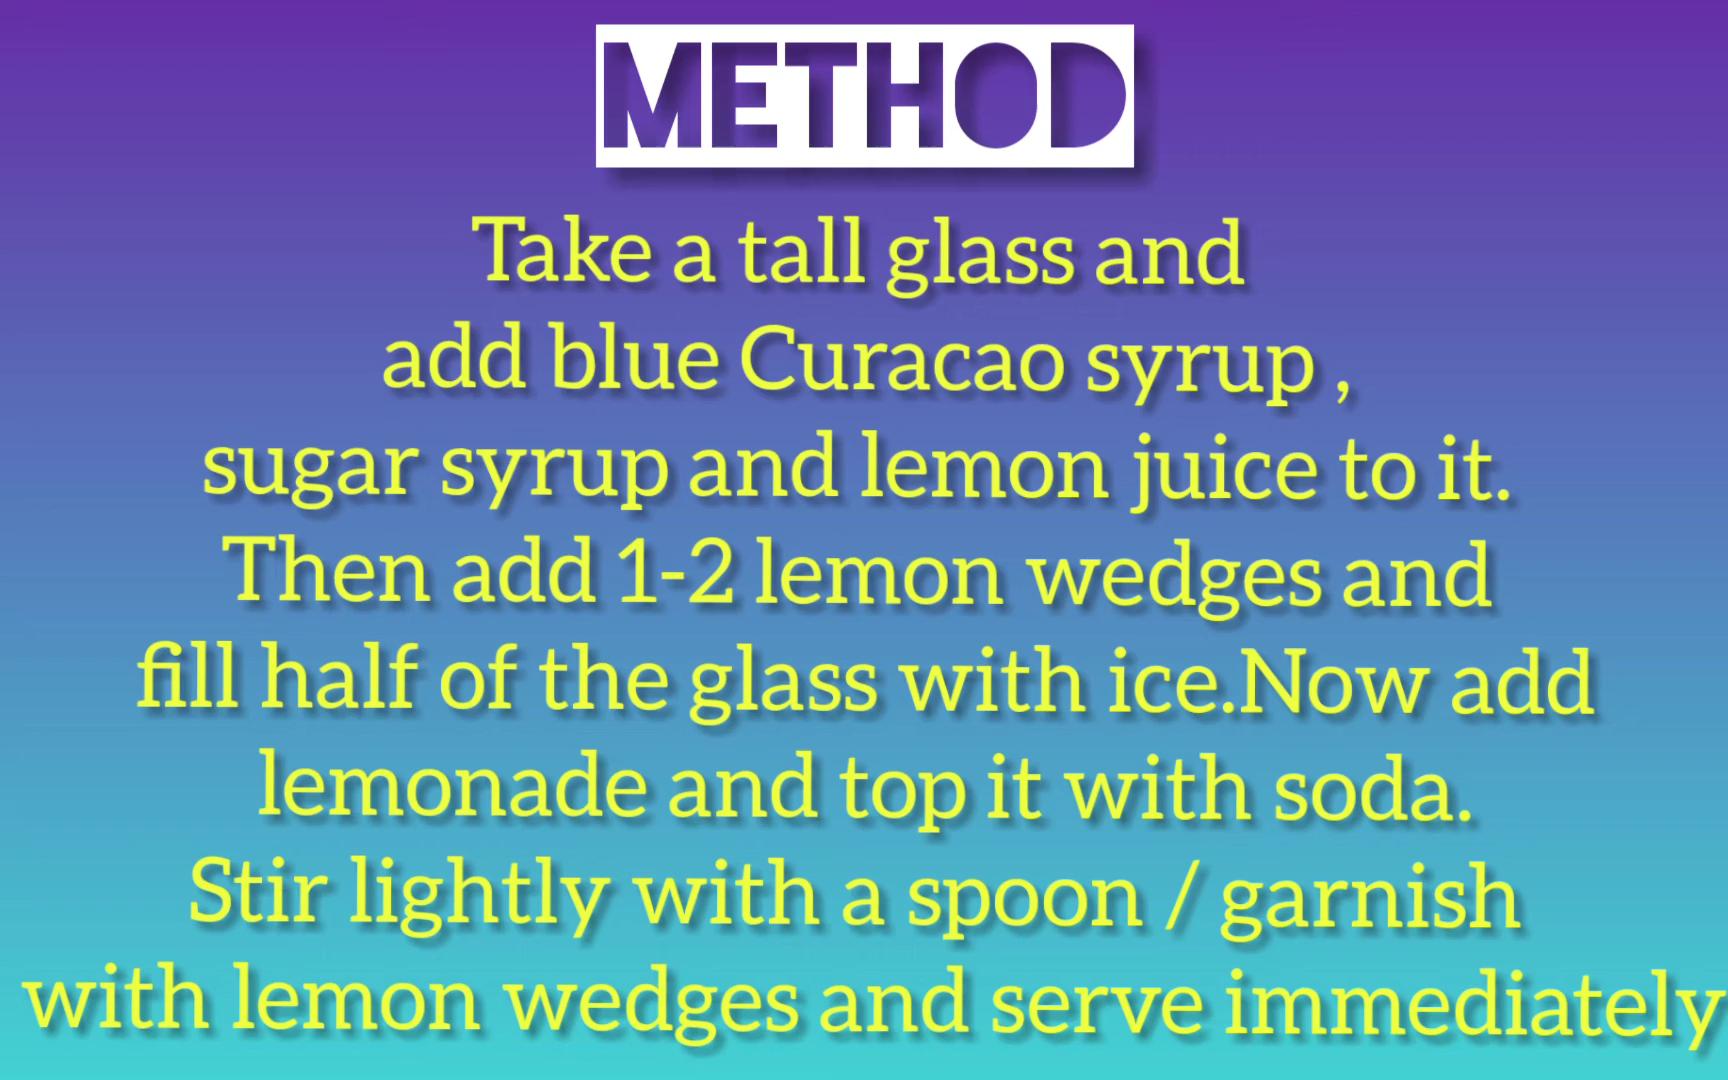 METHOD
Take a tall glass and
add blue Curacao syrup ,
sugar syrup and lemon juice to it.
Then add 1-2 lemon wedges and
fill half of the glass with ice.Now add
lemonade and top it with soda.
Stir lightly with a spoon / garnish
with lemon wedges and serve immediately